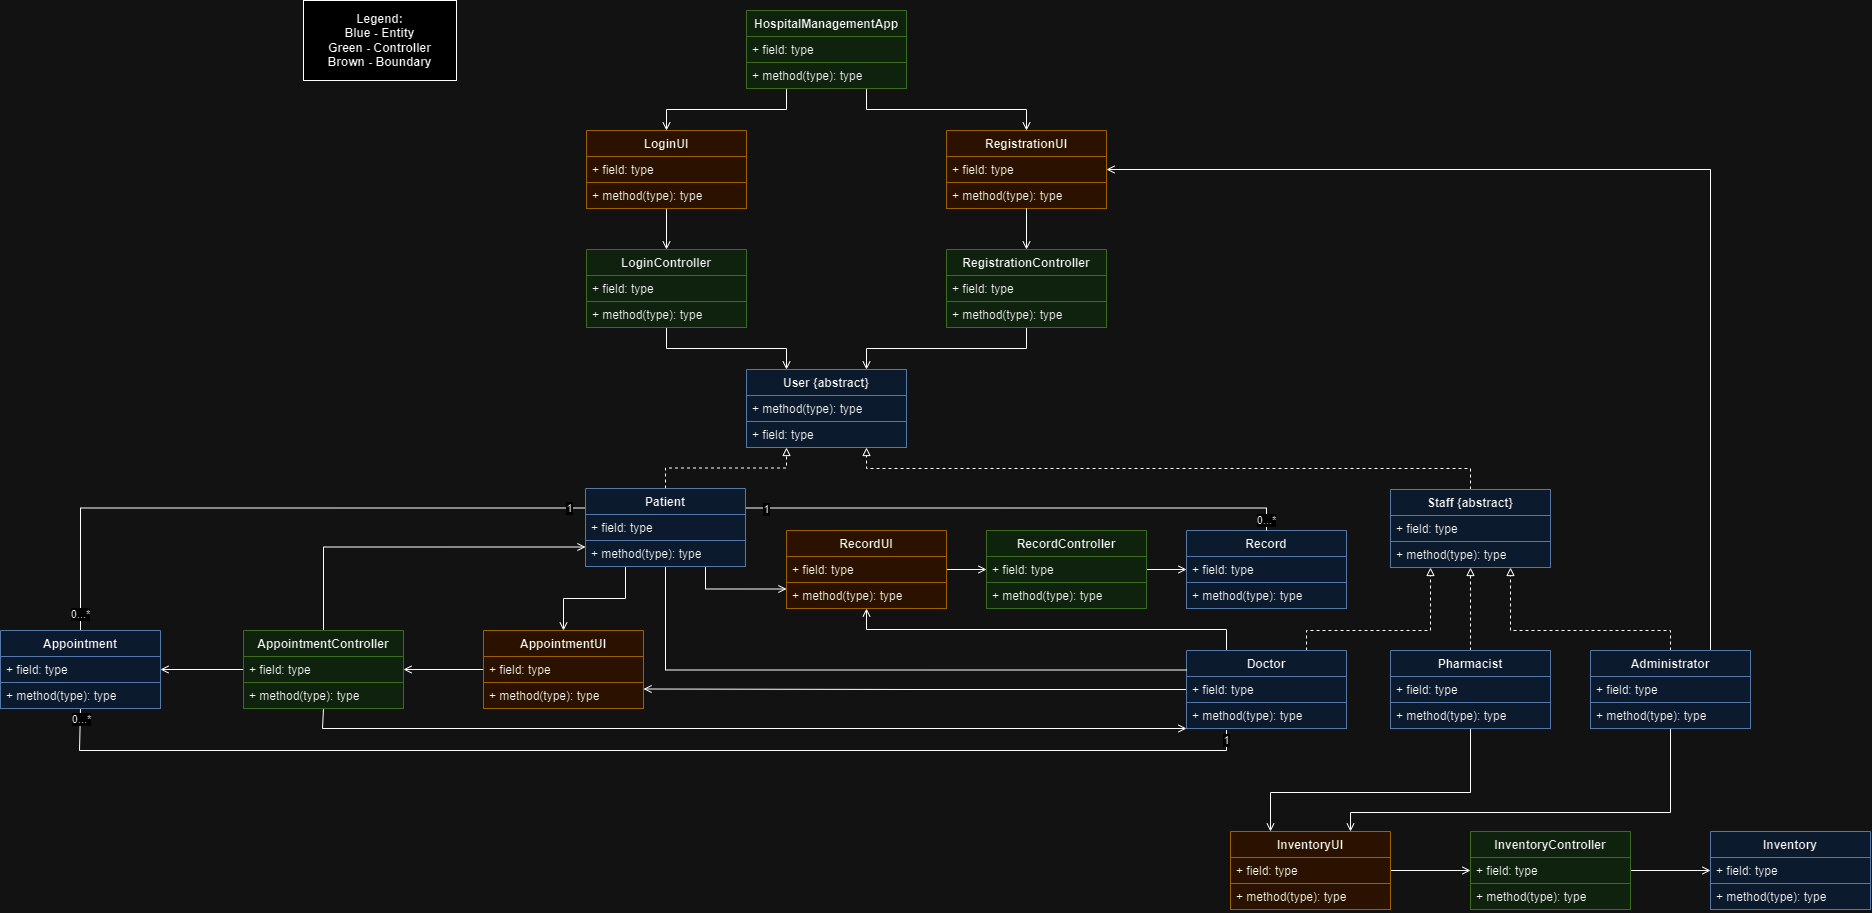 Legend:
Blue - Entity
Green - Controller
Brown - Boundary
HospitalManagementApp
+ field: type
+ method(type): type
LoginUI
+ field: type
+ method(type): type
RegistrationUI
+ field: type
+ method(type): type
LoginController
+ field: type
+ method(type): type
RegistrationController
+ field: type
+ method(type): type
User {abstract}
+ method(type): type
+ field: type
Patient
+ field: type
+ method(type): type
1
1
0...*
Staff {abstract}
+ field: type
+ method(type): type
RecordUI
+ field: type
+ method(type): type
RecordController
+ field: type
+ method(type): type
Record
+ field: type
+ method(type): type
0...*
Appointment
+ field: type
+ method(type): type
0...*
AppointmentController
+ field: type
+ method(type): type
AppointmentUI
+ field: type
+ method(type): type
Doctor
+ field: type
+ method(type): type
1
Pharmacist
+ field: type
+ method(type): type
Administrator
+ field: type
+ method(type): type
InventoryUI
+ field: type
+ method(type): type
InventoryController
+ field: type
+ method(type): type
Inventory
+ field: type
+ method(type): type